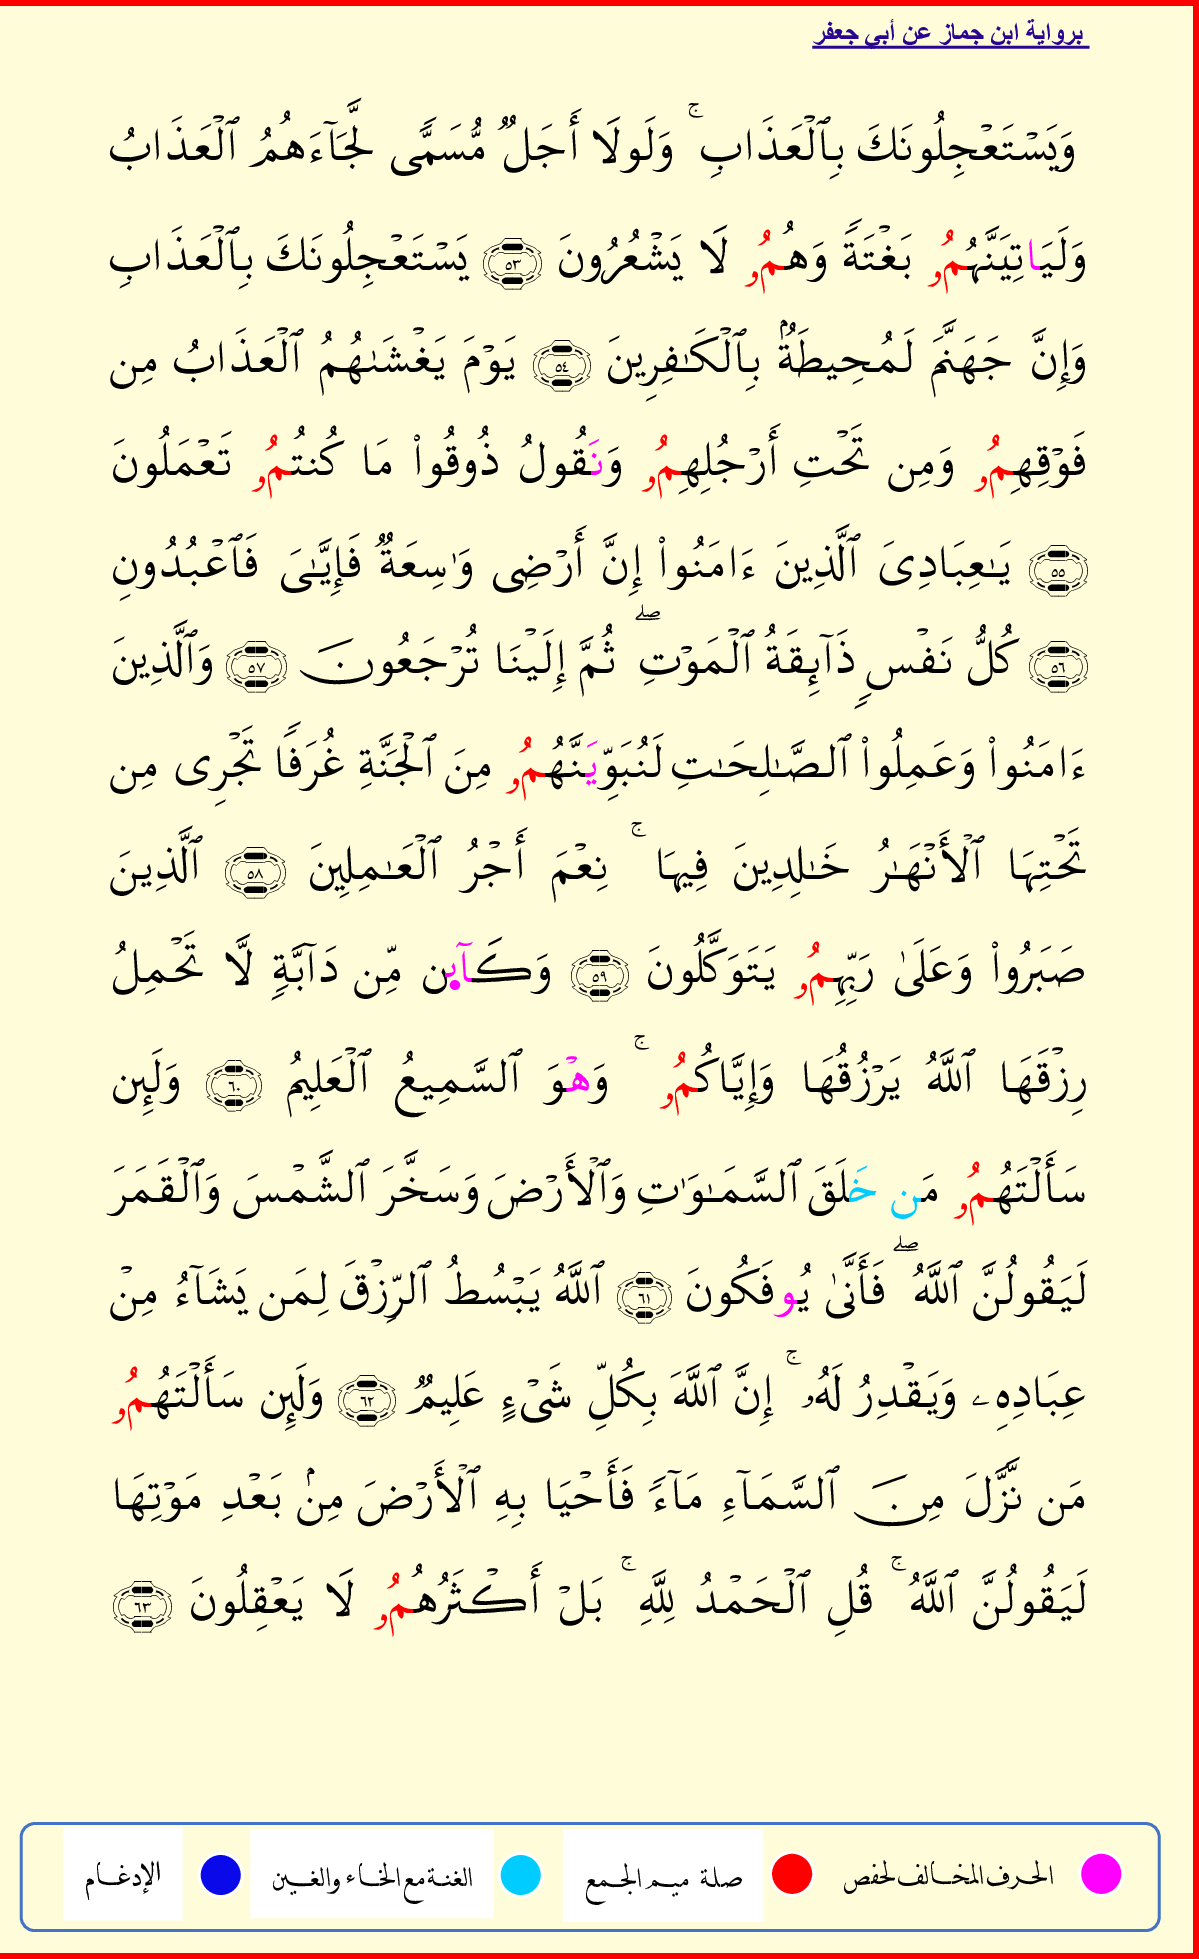 برواية ابن جماز عن أبي جعفر
وَيَسْتَعْجِلُونَكَ بِٱلْعَذَابِ ۚ وَلَولَا أَجَلٌ مُّسَمًّى لَّجَآءَهُمُ ٱلْعَذَابُ
وَلَيَاتِيَنَّهُمُۥ بَغْتَةً وَهُمُۥ لَا يَشْعُرُونَ ٥٣ يَسْتَعْجِلُونَكَ بِٱلْعَذَابِ
وَإِنَّ جَهَنَّمَ لَمُحِيطَةٌۢ بِٱلْكَـٰفِرِينَ ٥٤ يَوْمَ يَغْشَىٰهُمُ ٱلْعَذَابُ مِن
فَوْقِهِمُۥ وَمِن تَحْتِ أَرْجُلِهِمُۥ وَنَقُولُ ذُوقُوا۟ مَا كُنتُمُۥ تَعْمَلُونَ
٥٥ يَـٰعِبَادِىَ ٱلَّذِينَ ءَامَنُوا۟ إِنَّ أَرْضِى وَٰسِعَةٌ فَإِيَّـٰىَ فَٱعْبُدُونِ
٥٦ كُلُّ نَفْسٍ ذَآئِقَةُ ٱلْمَوْتِ ۖ ثُمَّ إِلَيْنَا تُرْجَعُونَ ٥٧ وَٱلَّذِينَ
ءَامَنُوا۟ وَعَمِلُوا۟ ٱلصَّـٰلِحَـٰتِ لَنُبَوِّيَنَّهُمُۥ مِنَ ٱلْجَنَّةِ غُرَفًا تَجْرِى مِن
تَحْتِهَا ٱلْأَنْهَـٰرُ خَـٰلِدِينَ فِيهَا ۚ نِعْمَ أَجْرُ ٱلْعَـٰمِلِينَ ٥٨ ٱلَّذِينَ
صَبَرُوا۟ وَعَلَىٰ رَبِّهِمُۥ يَتَوَكَّلُونَ ٥٩ وَكَآىِٕن مِّن دَآبَّةٍ لَّا تَحْمِلُ
رِزْقَهَا ٱللَّهُ يَرْزُقُهَا وَإِيَّاكُمُۥ ۚ وَهْوَ ٱلسَّمِيعُ ٱلْعَلِيمُ ٦٠ وَلَئِن
سَأَلْتَهُمُۥ مَن خَلَقَ ٱلسَّمَـٰوَٰتِ وَٱلْأَرْضَ وَسَخَّرَ ٱلشَّمْسَ وَٱلْقَمَرَ
لَيَقُولُنَّ ٱللَّهُ ۖ فَأَنَّىٰ يُوفَكُونَ ٦١ ٱللَّهُ يَبْسُطُ ٱلرِّزْقَ لِمَن يَشَآءُ مِنْ
عِبَادِهِۦ وَيَقْدِرُ لَهُۥ ۚ إِنَّ ٱللَّهَ بِكُلِّ شَىْءٍ عَلِيمٌ ٦٢ وَلَئِن سَأَلْتَهُمُۥ
مَن نَّزَّلَ مِنَ ٱلسَّمَآءِ مَآءً فَأَحْيَا بِهِ ٱلْأَرْضَ مِنۢ بَعْدِ مَوْتِهَا
لَيَقُولُنَّ ٱللَّهُ ۚ قُلِ ٱلْحَمْدُ لِلَّهِ ۚ بَلْ أَكْثَرُهُمُۥ لَا يَعْقِلُونَ ٦٣
الحرف المخالف لحفص صلة ميم الجمع الغنة مع الخاء والغين الإدغام